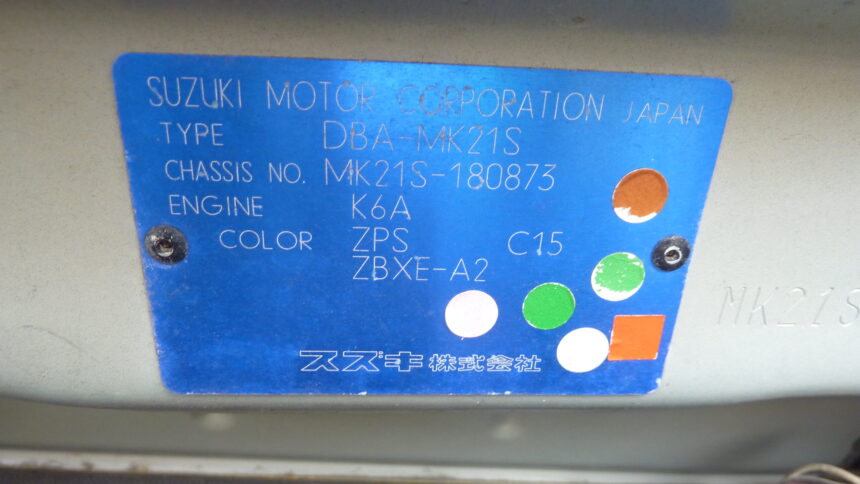 SUZUKI MOTOR CORPORATION JAPAN
TYPE DBA-MK21S
CHASSIS NO. MK21S-180873
ENGINE K6A
COLOR ZPS C15
ZBXE-A2
スズキ株式会社
MK21S